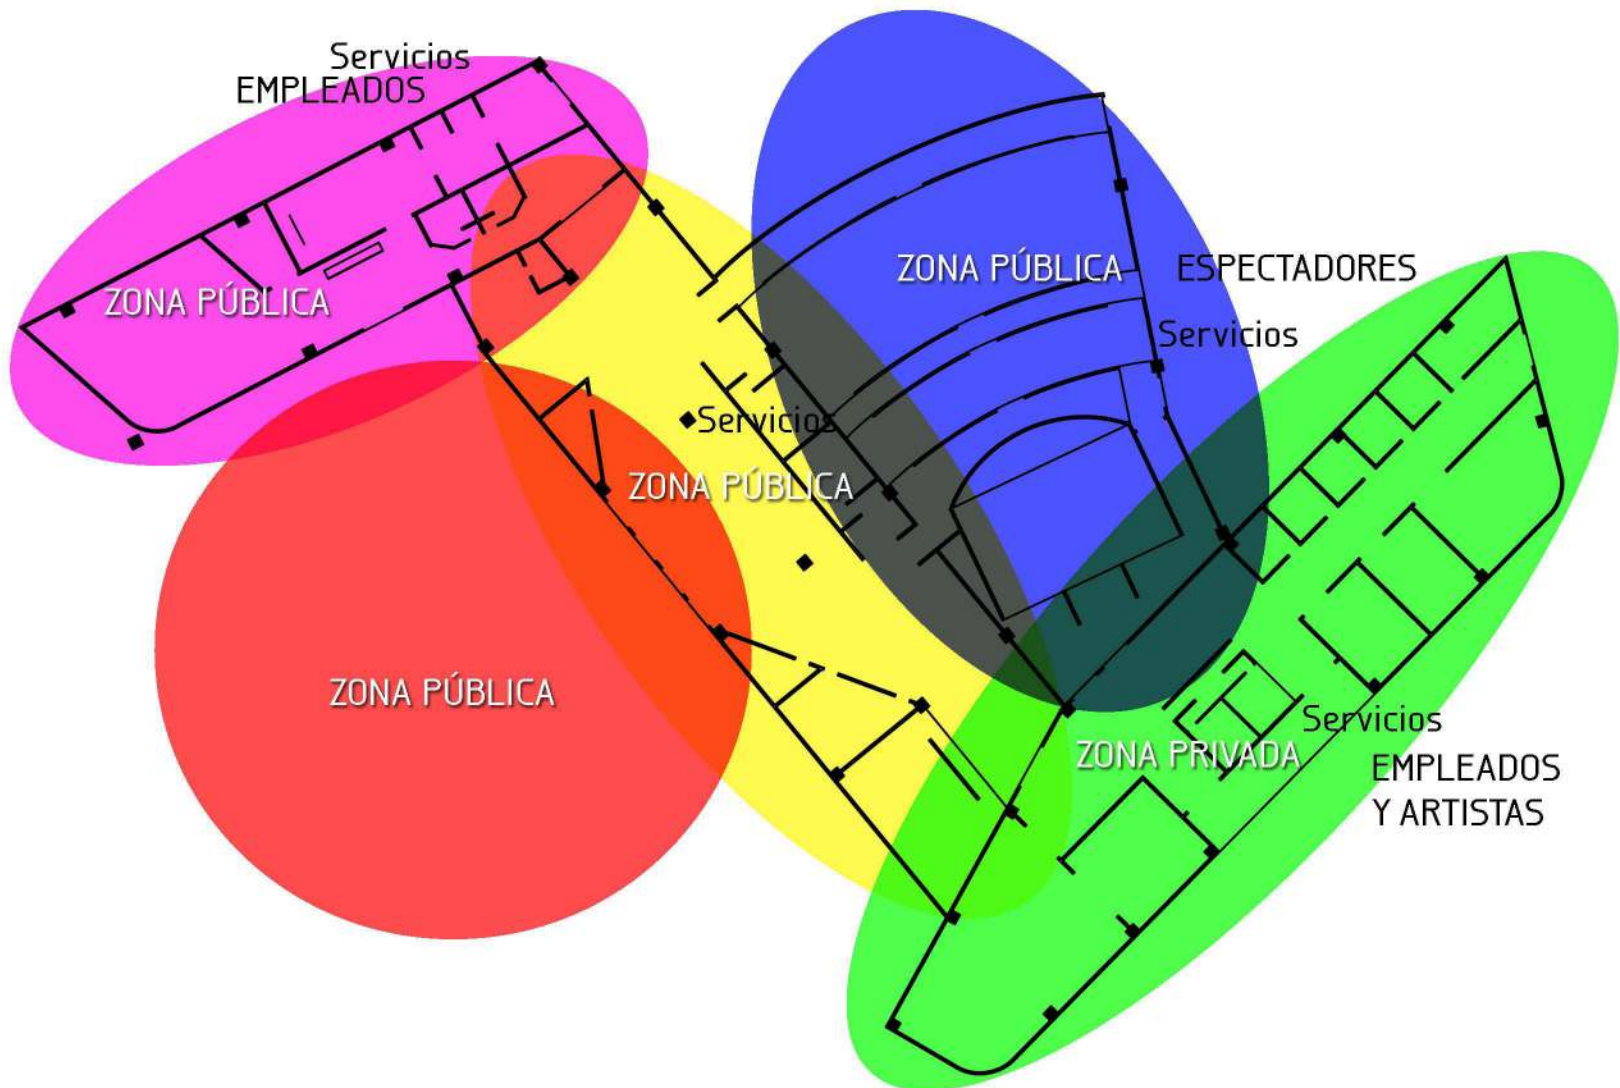 Servicios
EMPLEADOS
ZONA PÚBLICA
ZONA PÚBLICA
ESPECTADORES
Servicios
Servicios
ZONA PÚBLICA
ZONA PÚBLICA
Servicios
ZONA PRIVADA
EMPLEADOS
Y ARTISTAS